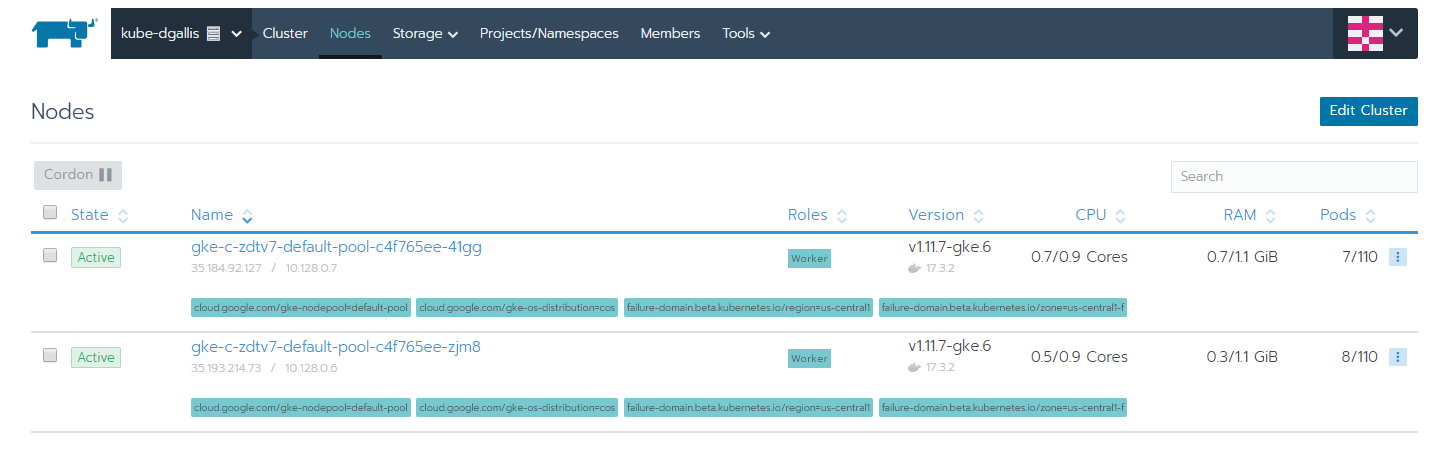 kube-dgallis Cluster Nodes Storage Projects/Namespaces Members Tools
Nodes Edit Cluster
Cordon Search
State Name Roles Version CPU RAM Pods
Active gke-c-zdtv7-default-pool-c4f765ee-41gg Worker v1.11.7-gke.6 0.7/0.9 Cores 0.7/1.1 GiB 7/110
35.184.92.127 / 10.128.0.7 17.3.2
cloud.google.com/gke-nodepool=default-pool cloud.google.com/gke-os-distribution=cos failure-domain.beta.kubernetes.io/region=us-central1 failure-domain.beta.kubernetes.io/zone=us-central1-f
Active gke-c-zdtv7-default-pool-c4f765ee-zjm8 Worker v1.11.7-gke.6 0.5/0.9 Cores 0.3/1.1 GiB 8/110
35.193.214.73 / 10.128.0.6 17.3.2
cloud.google.com/gke-nodepool=default-pool cloud.google.com/gke-os-distribution=cos failure-domain.beta.kubernetes.io/region=us-central1 failure-domain.beta.kubernetes.io/zone=us-central1-f